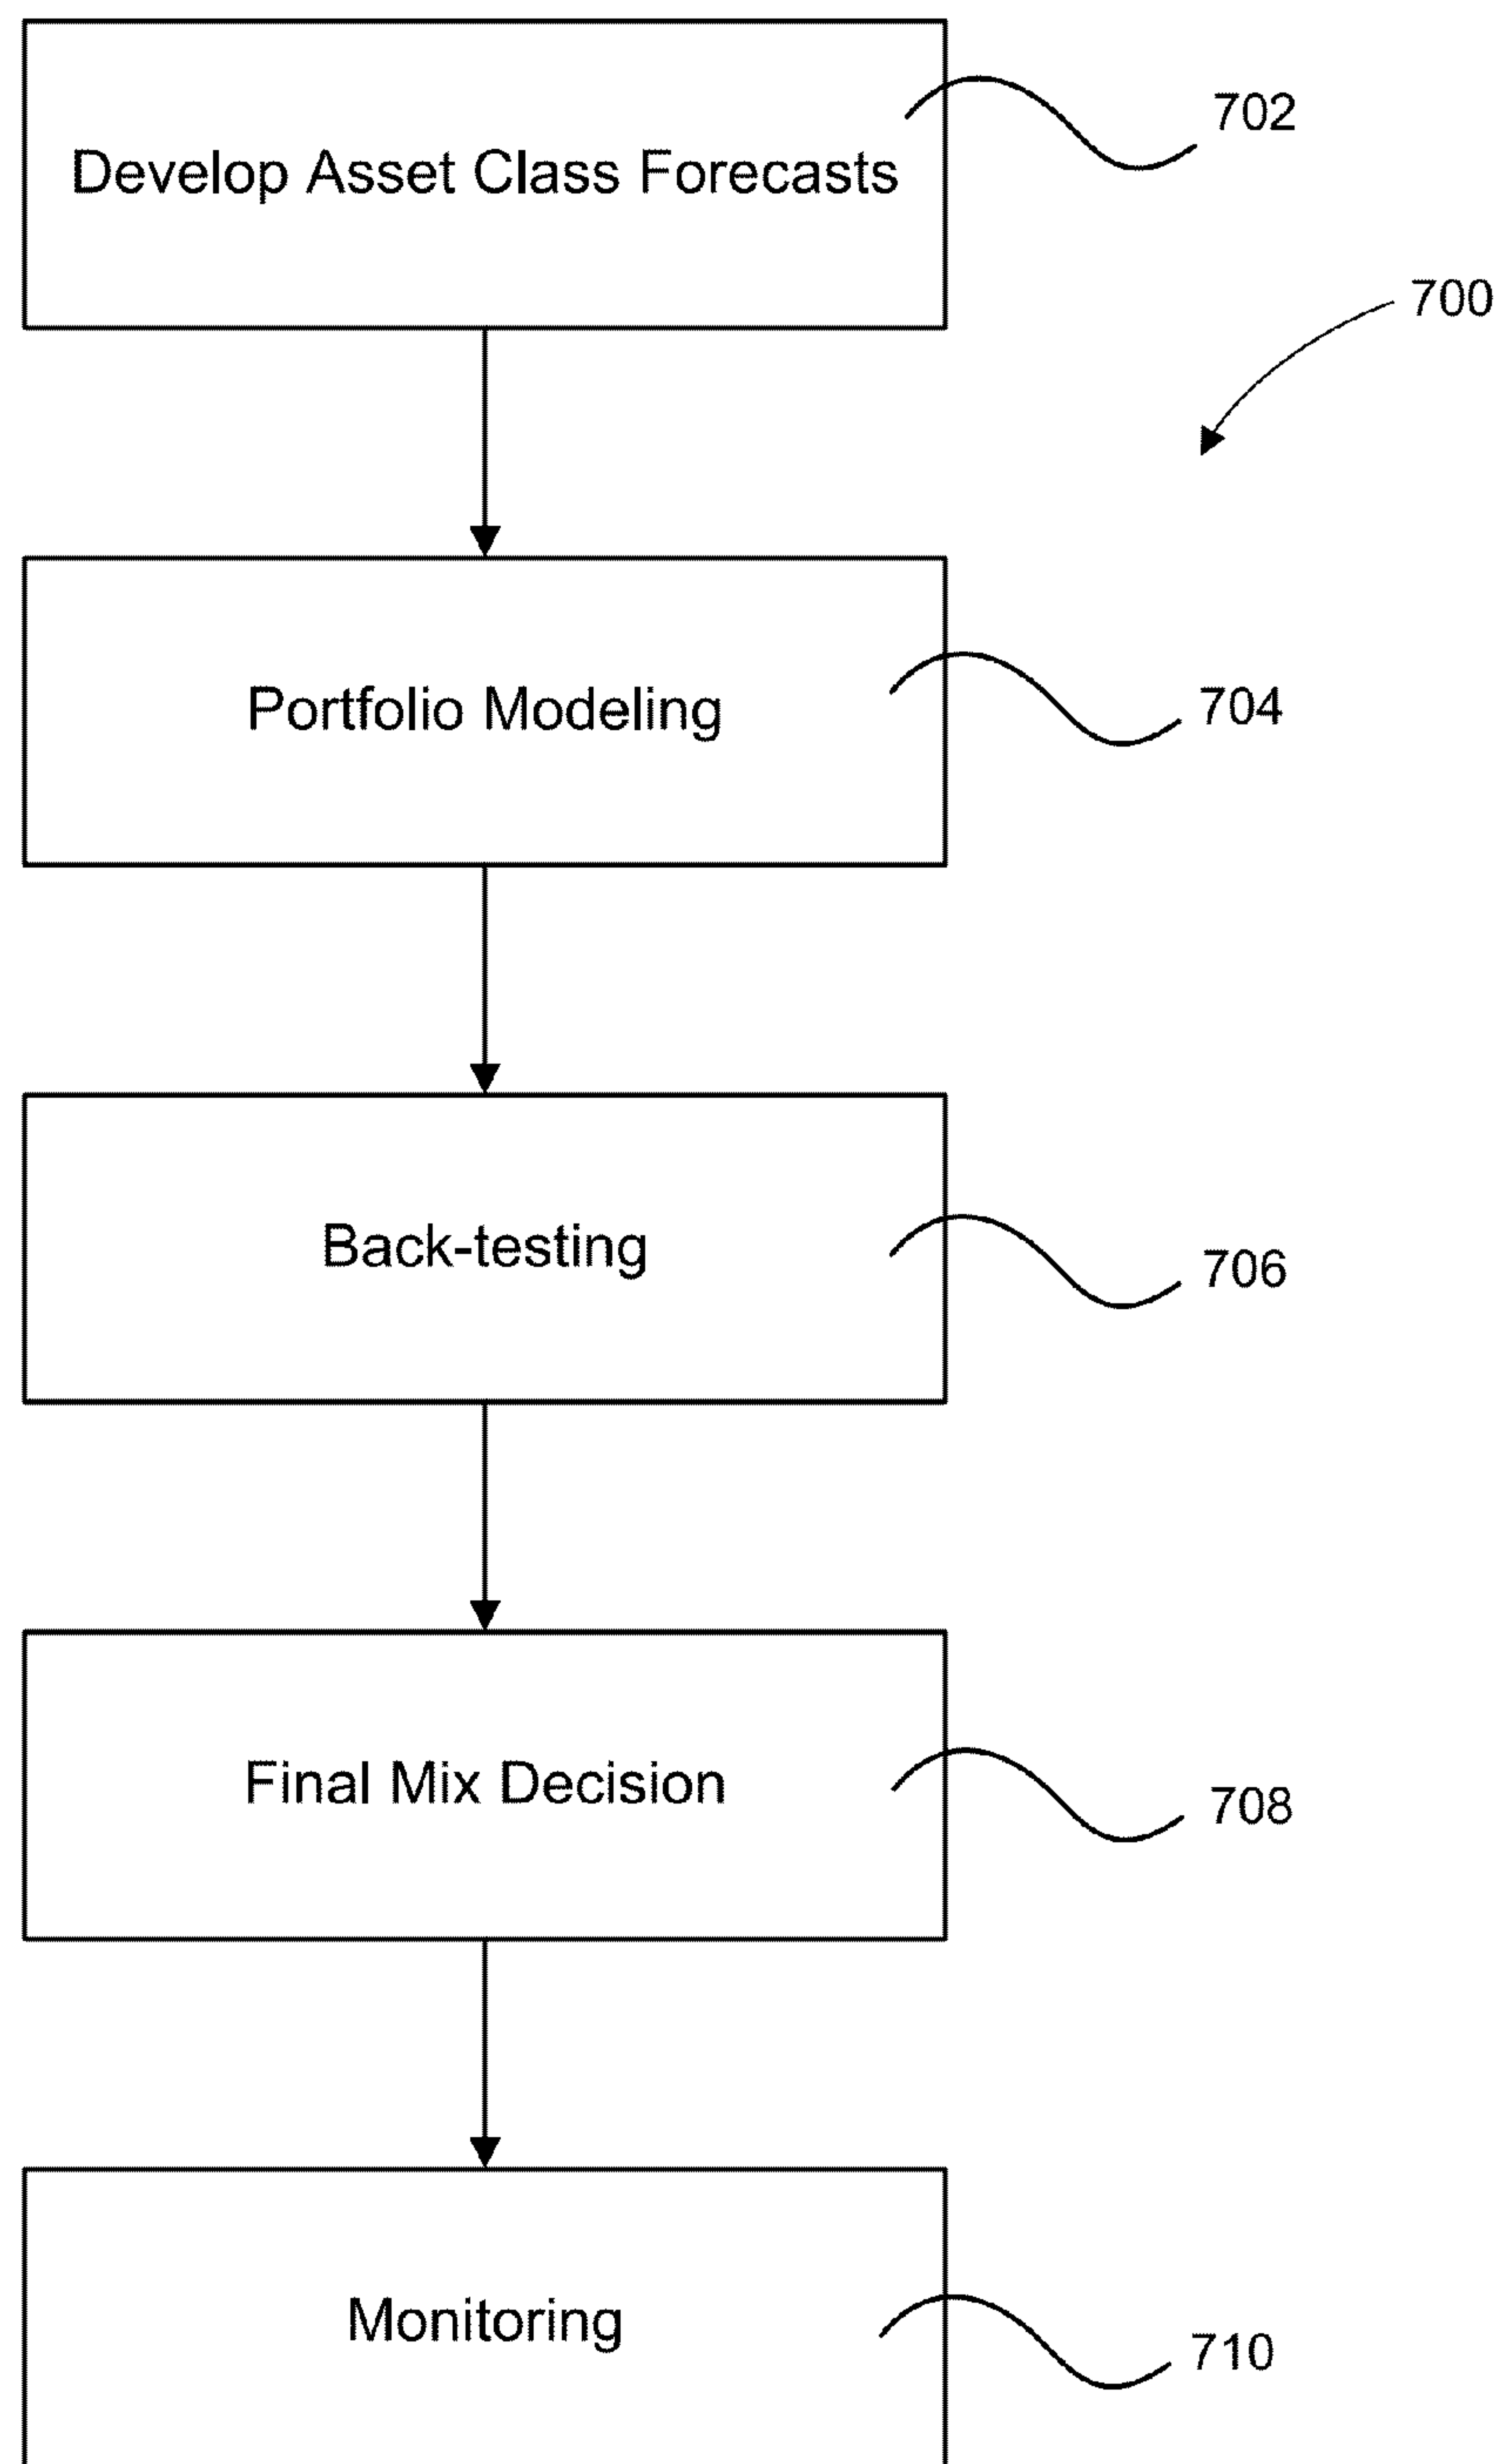 Develop Asset Class Forecasts
702
700
Portfolio Modeling
704
Back-testing
706
Final Mix Decision
708
Monitoring
710